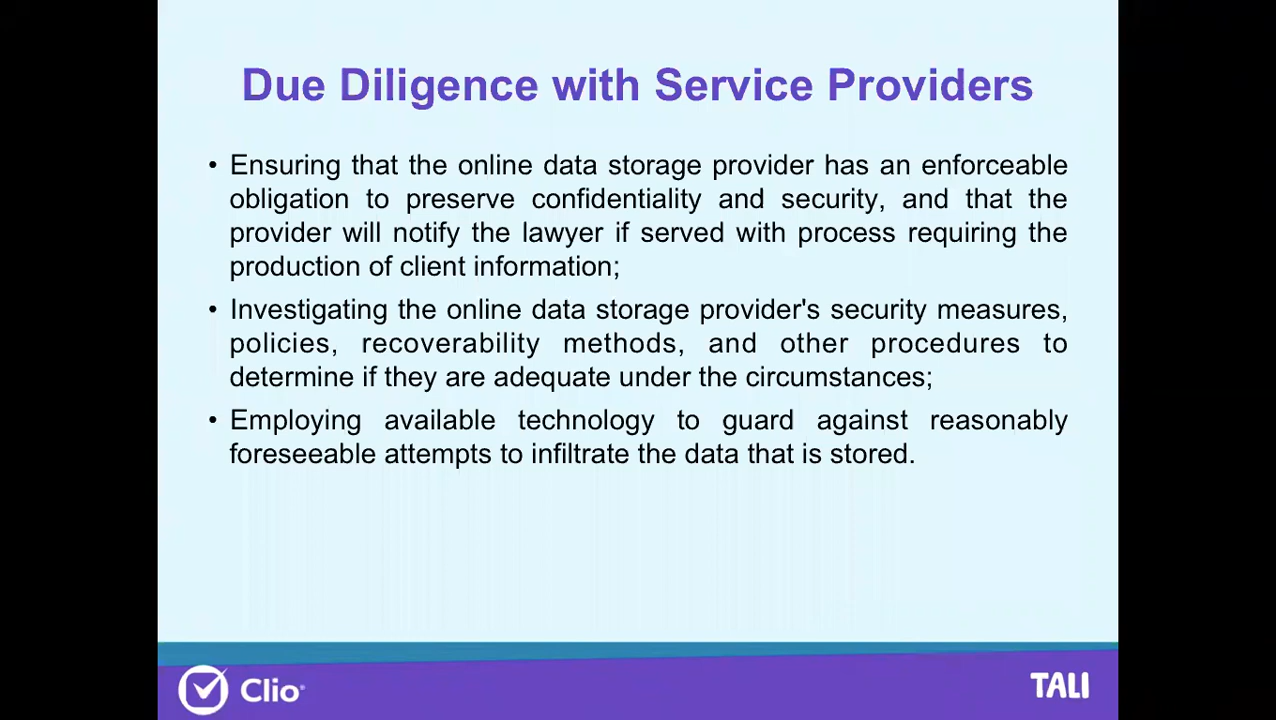 Due Diligence with Service Providers
• Ensuring that the online data storage provider has an enforceable
obligation to preserve confidentiality and security, and that the
provider will notify the lawyer if served with process requiring the
production of client information;
• Investigating the online data storage provider's security measures,
policies, recoverability methods, and other procedures to
determine if they are adequate under the circumstances;
• Employing available technology to guard against reasonably
foreseeable attempts to infiltrate the data that is stored.
Clio®
TALI